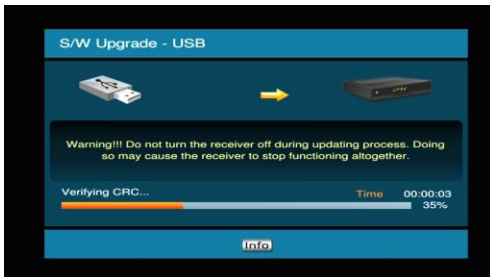 S/W Upgrade - USB
Warning!!! Do not turn the receiver off during updating process. Doing
so may cause the receiver to stop functioning altogether.
Verifying CRC... Time 00:00:03
35%
Info